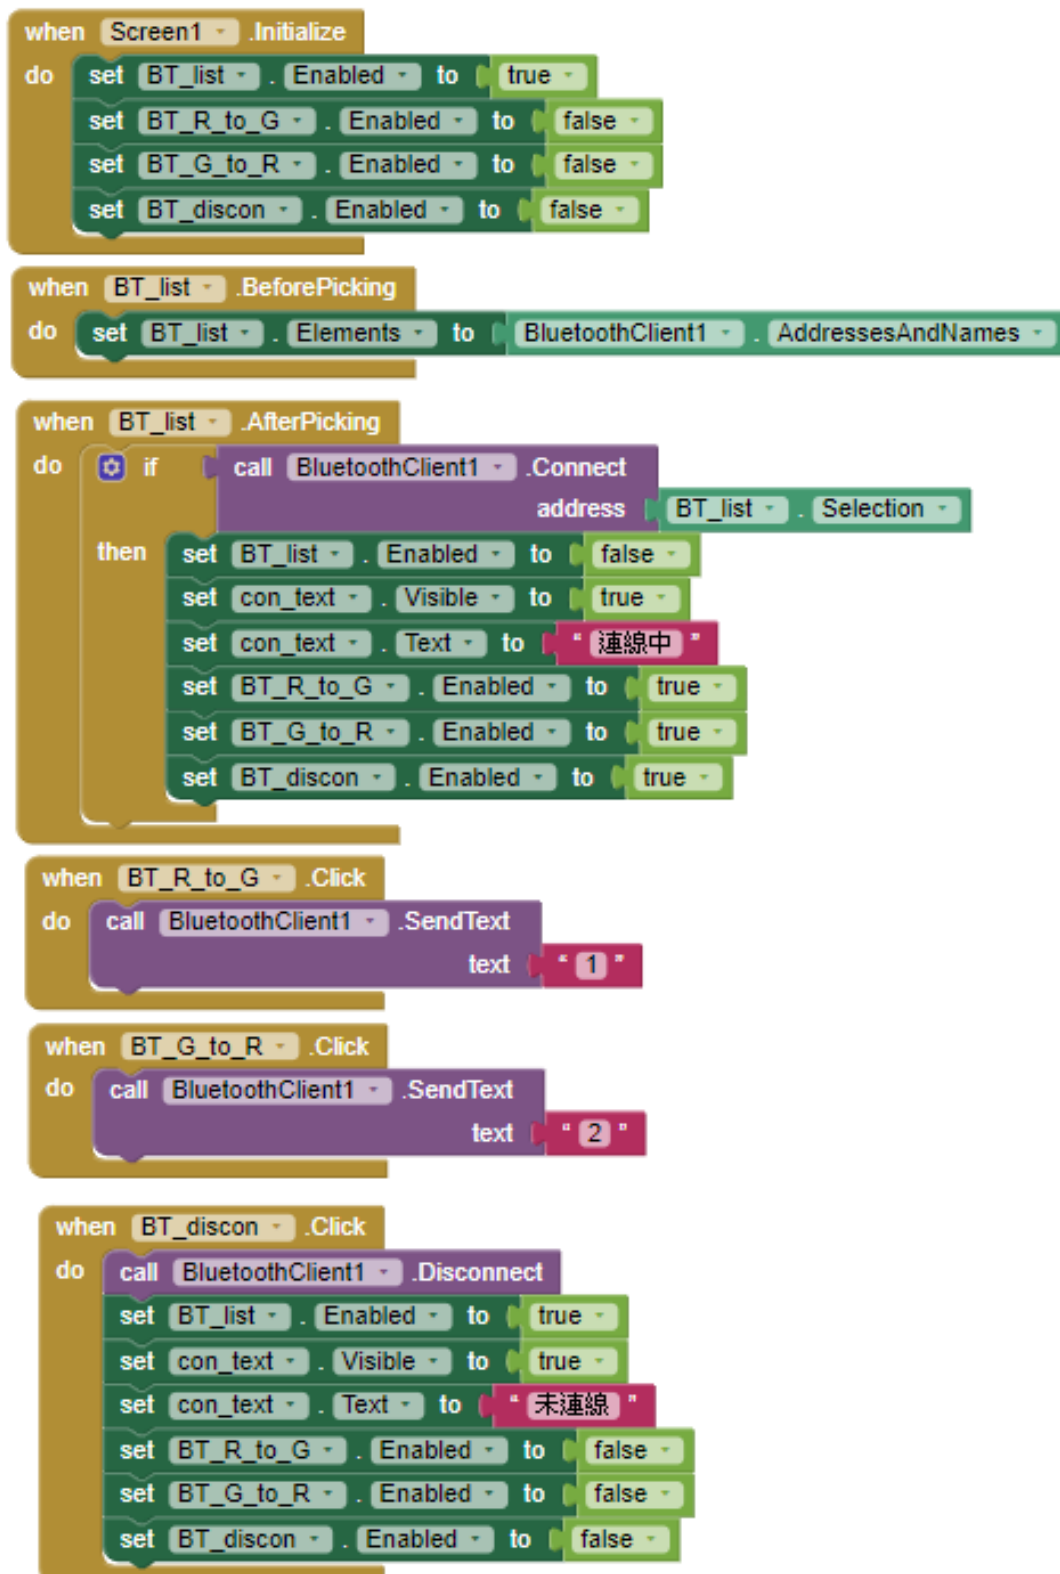 when Screen1 .Initialize
do set BT_list . Enabled to true
set BT_R_to_G . Enabled to false
set BT_G_to_R . Enabled to false
set BT_discon . Enabled to false
when BT_list .BeforePicking
do set BT_list . Elements to BluetoothClient1 . AddressesAndNames
when BT_list .AfterPicking
do if call BluetoothClient1 .Connect
address BT_list . Selection
then set BT_list . Enabled to false
set con_text . Visible to true
set con_text . Text to “ 連線中 ”
set BT_R_to_G . Enabled to true
set BT_G_to_R . Enabled to true
set BT_discon . Enabled to true
when BT_R_to_G .Click
do call BluetoothClient1 .SendText
text “ 1 ”
when BT_G_to_R .Click
do call BluetoothClient1 .SendText
text “ 2 ”
when BT_discon .Click
do call BluetoothClient1 .Disconnect
set BT_list . Enabled to true
set con_text . Visible to true
set con_text . Text to “ 未連線 ”
set BT_R_to_G . Enabled to false
set BT_G_to_R . Enabled to false
set BT_discon . Enabled to false